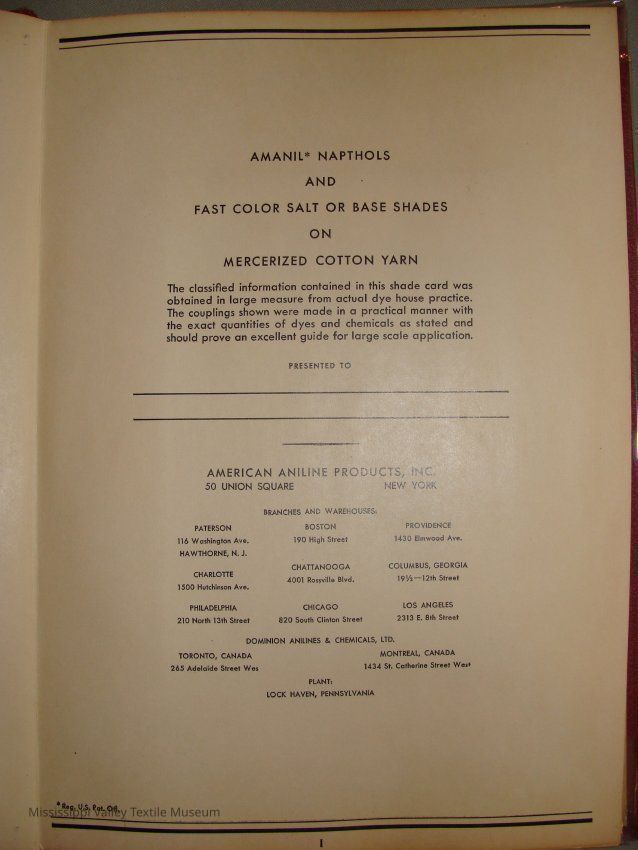 AMANIL* NAPTHOLS
AND
FAST COLOR SALT OR BASE SHADES
ON
MERCERIZED COTTON YARN
The classified information contained in this shade card was
obtained in large measure from actual dye house practice.
The couplings shown were made in a practical manner with
the exact quantities of dyes and chemicals as stated and
should prove an excellent guide for large scale application.
PRESENTED TO
AMERICAN ANILINE PRODUCTS, INC.
50 UNION SQUARE NEW YORK
BRANCHES AND WAREHOUSES:
PATERSON BOSTON PROVIDENCE
116 Washington Ave. 190 High Street 1430 Elmwood Ave.
HAWTHORNE, N. J.
CHATTANOOGA COLUMBUS, GEORGIA
CHARLOTTE 4001 Rossville Blvd. 19½—12th Street
1500 Hutchinson Ave.
PHILADELPHIA CHICAGO LOS ANGELES
210 North 13th Street 820 South Clinton Street 2313 E. 8th Street
DOMINION ANILINES & CHEMICALS, LTD.
TORONTO, CANADA MONTREAL, CANADA
265 Adelaide Street Wes 1434 St. Catherine Street West
PLANT:
LOCK HAVEN, PENNSYLVANIA
*Reg. U.S. Pat. Off.
Mississippi Valley Textile Museum
1